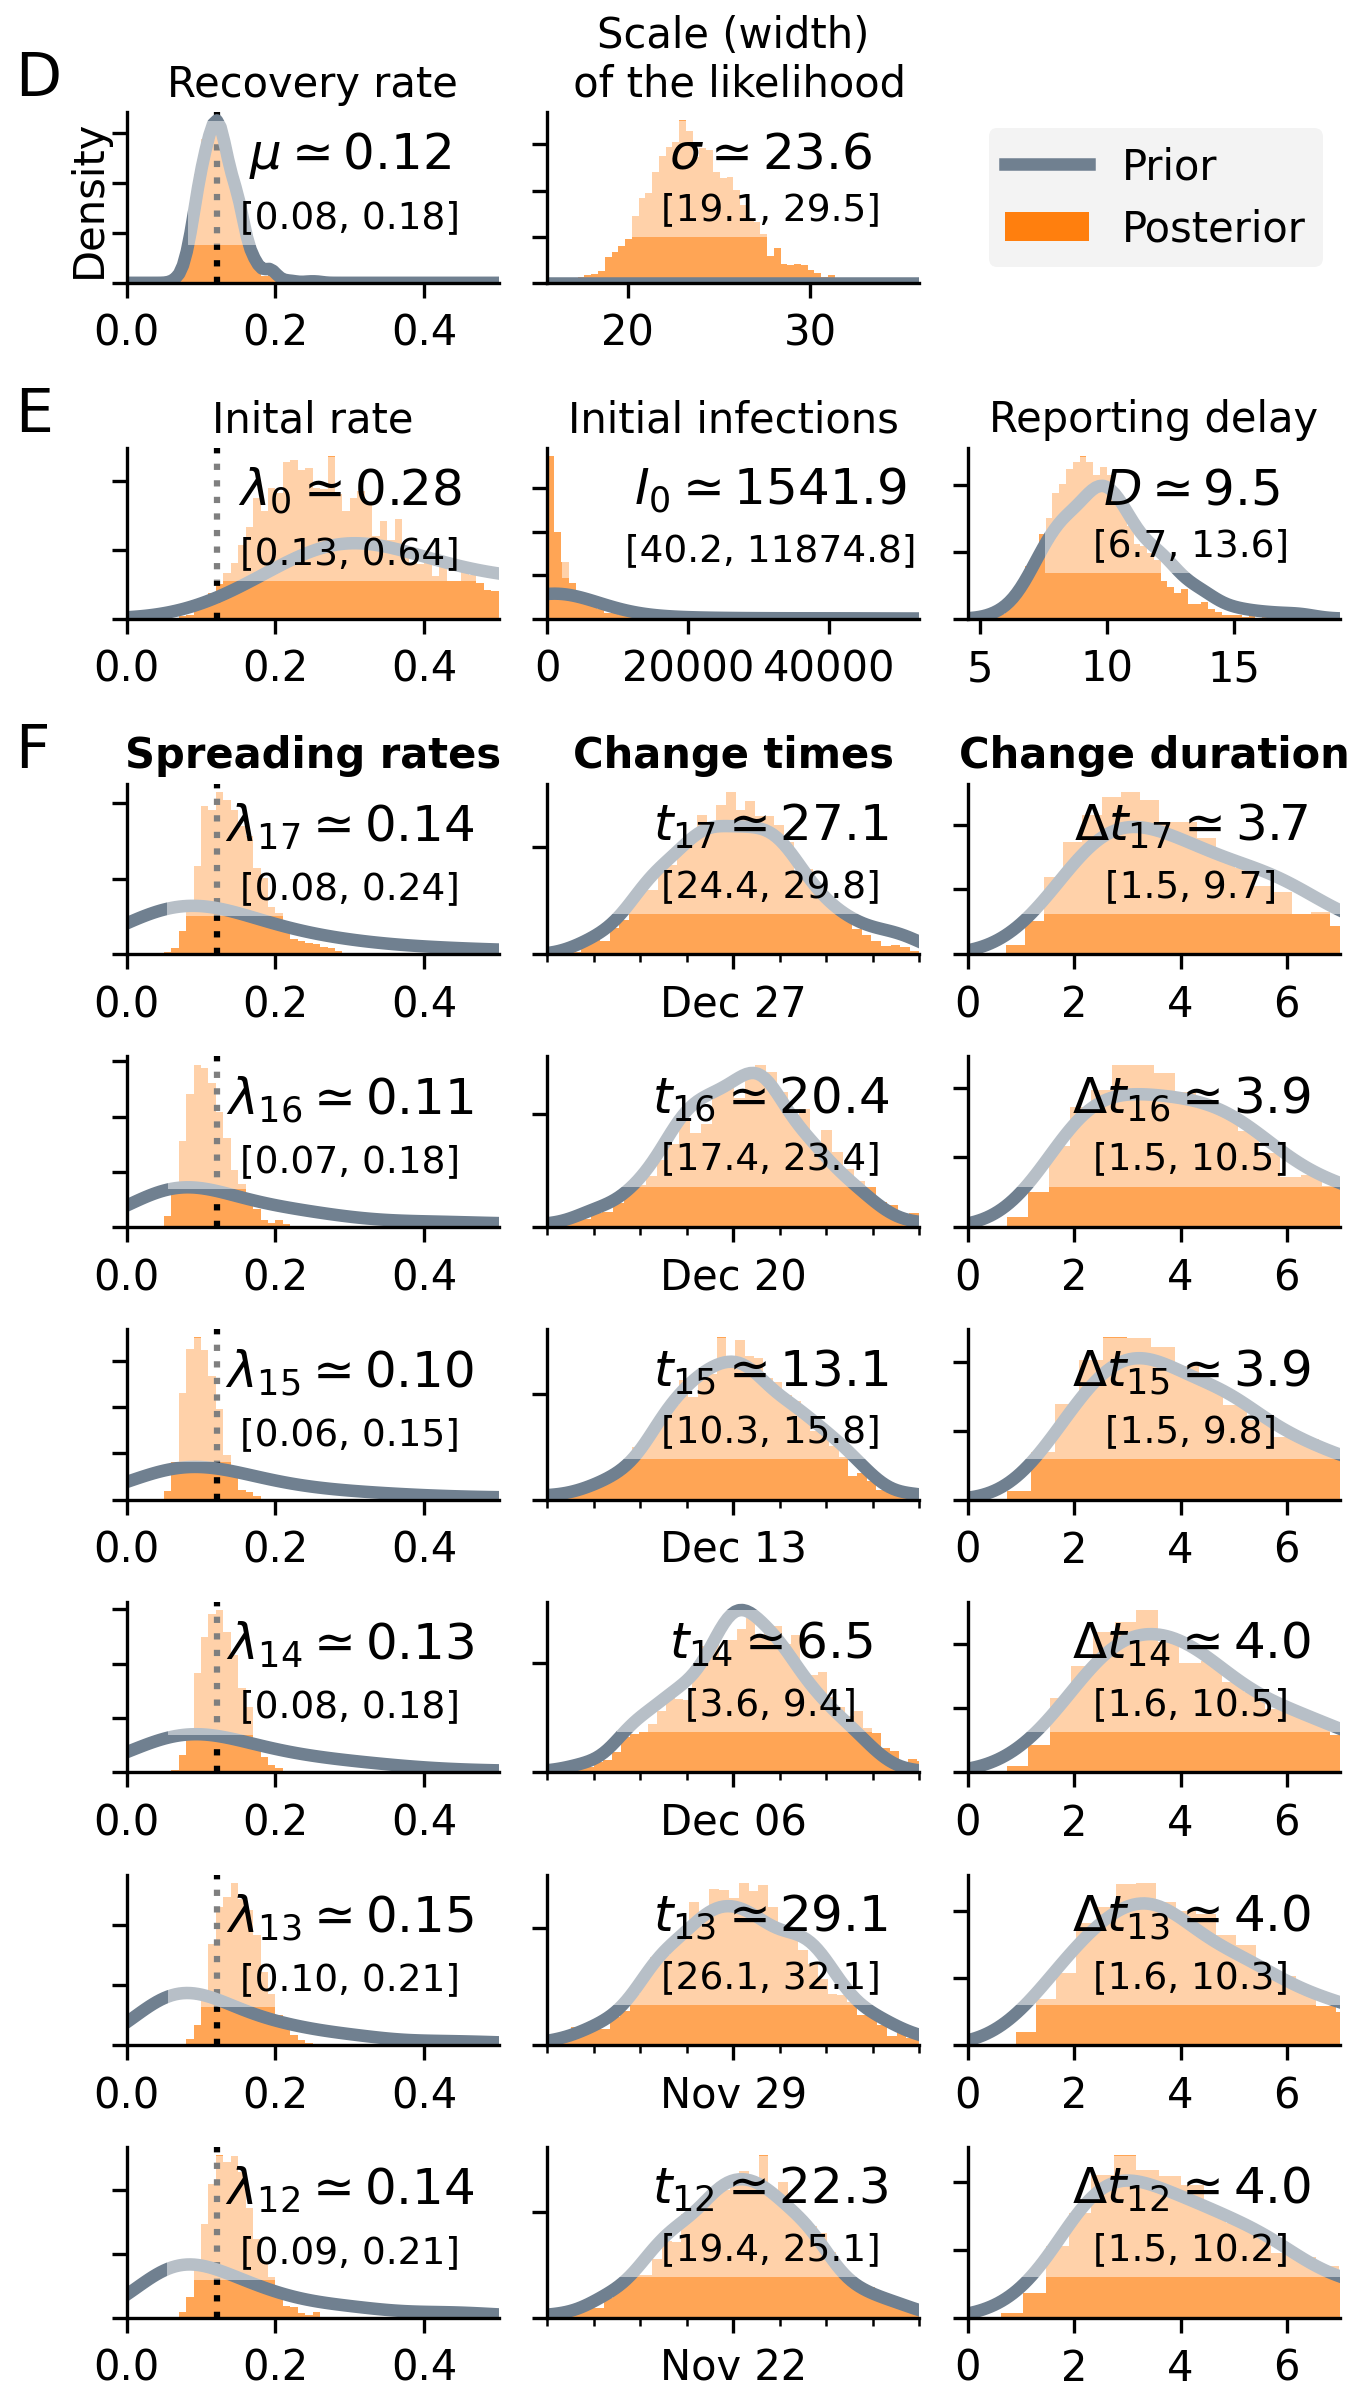 D
Recovery rate
Scale (width)
of the likelihood
Density
μ ≃ 0.12
[0.08, 0.18]
σ ≃ 23.6
[19.1, 29.5]
Prior
Posterior
0.0 0.2 0.4
20 30
E
Inital rate
Initial infections
Reporting delay
λ0 ≃ 0.28
[0.13, 0.64]
I0 ≃ 1541.9
[40.2, 11874.8]
D ≃ 9.5
[6.7, 13.6]
0.0 0.2 0.4
0 20000 40000
5 10 15
F
Spreading rates
Change times
Change duration
λ17 ≃ 0.14
[0.08, 0.24]
t17 ≃ 27.1
[24.4, 29.8]
Δt17 ≃ 3.7
[1.5, 9.7]
0.0 0.2 0.4
Dec 27
0 2 4 6
λ16 ≃ 0.11
[0.07, 0.18]
t16 ≃ 20.4
[17.4, 23.4]
Δt16 ≃ 3.9
[1.5, 10.5]
0.0 0.2 0.4
Dec 20
0 2 4 6
λ15 ≃ 0.10
[0.06, 0.15]
t15 ≃ 13.1
[10.3, 15.8]
Δt15 ≃ 3.9
[1.5, 9.8]
0.0 0.2 0.4
Dec 13
0 2 4 6
λ14 ≃ 0.13
[0.08, 0.18]
t14 ≃ 6.5
[3.6, 9.4]
Δt14 ≃ 4.0
[1.6, 10.5]
0.0 0.2 0.4
Dec 06
0 2 4 6
λ13 ≃ 0.15
[0.10, 0.21]
t13 ≃ 29.1
[26.1, 32.1]
Δt13 ≃ 4.0
[1.6, 10.3]
0.0 0.2 0.4
Nov 29
0 2 4 6
λ12 ≃ 0.14
[0.09, 0.21]
t12 ≃ 22.3
[19.4, 25.1]
Δt12 ≃ 4.0
[1.5, 10.2]
0.0 0.2 0.4
Nov 22
0 2 4 6